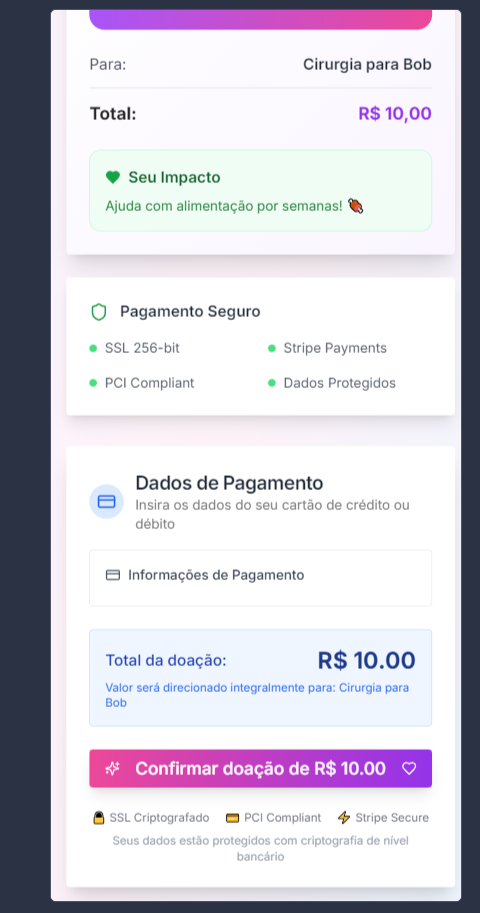 Para: Cirurgia para Bob
Total: R$ 10,00
Seu Impacto
Ajuda com alimentação por semanas! 🍖
Pagamento Seguro
SSL 256-bit Stripe Payments
PCI Compliant Dados Protegidos
Dados de Pagamento
Insira os dados do seu cartão de crédito ou
débito
Informações de Pagamento
Total da doação: R$ 10.00
Valor será direcionado integralmente para: Cirurgia para
Bob
Confirmar doação de R$ 10.00
🔒 SSL Criptografado 💳 PCI Compliant ⚡ Stripe Secure
Seus dados estão protegidos com criptografia de nível
bancário